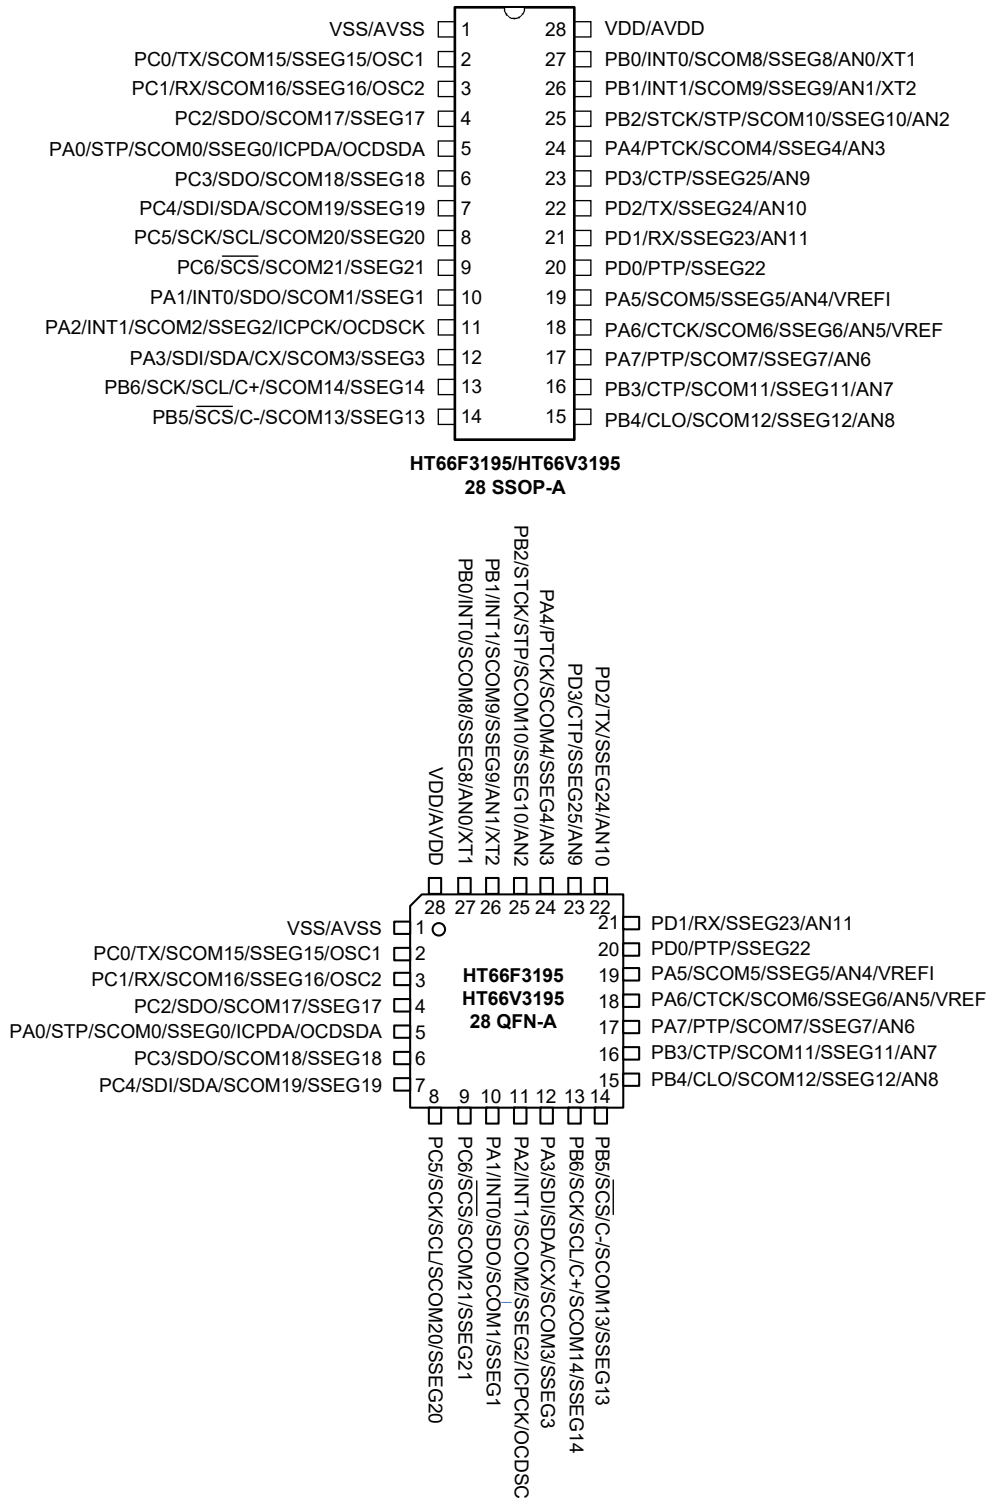 VSS/AVSS 1 28 VDD/AVDD
PC0/TX/SCOM15/SSEG15/OSC1 2 27 PB0/INT0/SCOM8/SSEG8/AN0/XT1
PC1/RX/SCOM16/SSEG16/OSC2 3 26 PB1/INT1/SCOM9/SSEG9/AN1/XT2
PC2/SDO/SCOM17/SSEG17 4 25 PB2/STCK/STP/SCOM10/SSEG10/AN2
PA0/STP/SCOM0/SSEG0/ICPDA/OCDSDA 5 24 PA4/PTCK/SCOM4/SSEG4/AN3
PC3/SDO/SCOM18/SSEG18 6 23 PD3/CTP/SSEG25/AN9
PC4/SDI/SDA/SCOM19/SSEG19 7 22 PD2/TX/SSEG24/AN10
PC5/SCK/SCL/SCOM20/SSEG20 8 21 PD1/RX/SSEG23/AN11
PC6/SCS/SCOM21/SSEG21 9 20 PD0/PTP/SSEG22
PA1/INT0/SDO/SCOM1/SSEG1 10 19 PA5/SCOM5/SSEG5/AN4/VREFI
PA2/INT1/SCOM2/SSEG2/ICPCK/OCDSCK 11 18 PA6/CTCK/SCOM6/SSEG6/AN5/VREF
PA3/SDI/SDA/CX/SCOM3/SSEG3 12 17 PA7/PTP/SCOM7/SSEG7/AN6
PB6/SCK/SCL/C+/SCOM14/SSEG14 13 16 PB3/CTP/SCOM11/SSEG11/AN7
PB5/SCS/C-/SCOM13/SSEG13 14 15 PB4/CLO/SCOM12/SSEG12/AN8
HT66F3195/HT66V3195
28 SSOP-A
VDD/AVDD
PB0/INT0/SCOM8/SSEG8/AN0/XT1
PB1/INT1/SCOM9/SSEG9/AN1/XT2
PB2/STCK/STP/SCOM10/SSEG10/AN2
PA4/PTCK/SCOM4/SSEG4/AN3
PD3/CTP/SSEG25/AN9
PD2/TX/SSEG24/AN10
28 27 26 25 24 23 22
VSS/AVSS 1 21 PD1/RX/SSEG23/AN11
PC0/TX/SCOM15/SSEG15/OSC1 2 20 PD0/PTP/SSEG22
PC1/RX/SCOM16/SSEG16/OSC2 3 HT66F3195 19 PA5/SCOM5/SSEG5/AN4/VREFI
PC2/SDO/SCOM17/SSEG17 4 HT66V3195 18 PA6/CTCK/SCOM6/SSEG6/AN5/VREF
PA0/STP/SCOM0/SSEG0/ICPDA/OCDSDA 5 28 QFN-A 17 PA7/PTP/SCOM7/SSEG7/AN6
PC3/SDO/SCOM18/SSEG18 6 16 PB3/CTP/SCOM11/SSEG11/AN7
PC4/SDI/SDA/SCOM19/SSEG19 7 15 PB4/CLO/SCOM12/SSEG12/AN8
8 9 10 11 12 13 14
PC5/SCK/SCL/SCOM20/SSEG20
PC6/SCS/SCOM21/SSEG21
PA1/INT0/SDO/SCOM1/SSEG1
PA2/INT1/SCOM2/SSEG2/ICPCK/OCDSC
PA3/SDI/SDA/CX/SCOM3/SSEG3
PB6/SCK/SCL/C+/SCOM14/SSEG14
PB5/SCS/C-/SCOM13/SSEG13